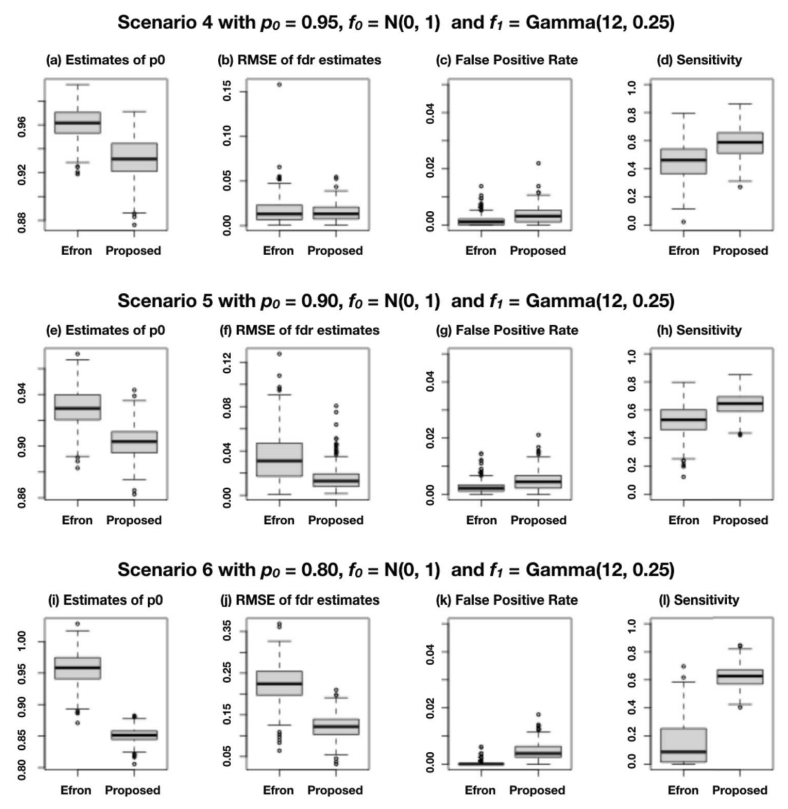 Scenario 4 with p₀ = 0.95, f₀ = N(0, 1) and f₁ = Gamma(12, 0.25)
(a) Estimates of p0 (b) RMSE of fdr estimates (c) False Positive Rate (d) Sensitivity
0.88 0.92 0.96
0.00 0.05 0.10 0.15
0.00 0.02 0.04
0.0 0.2 0.4 0.6 0.8 1.0
Efron Proposed Efron Proposed Efron Proposed Efron Proposed
Scenario 5 with p₀ = 0.90, f₀ = N(0, 1) and f₁ = Gamma(12, 0.25)
(e) Estimates of p0 (f) RMSE of fdr estimates (g) False Positive Rate (h) Sensitivity
0.86 0.90 0.94
0.00 0.04 0.08 0.12
0.00 0.02 0.04
0.0 0.2 0.4 0.6 0.8 1.0
Efron Proposed Efron Proposed Efron Proposed Efron Proposed
Scenario 6 with p₀ = 0.80, f₀ = N(0, 1) and f₁ = Gamma(12, 0.25)
(i) Estimates of p0 (j) RMSE of fdr estimates (k) False Positive Rate (l) Sensitivity
0.80 0.85 0.90 0.95 1.00
0.05 0.15 0.25 0.35
0.00 0.02 0.04
0.0 0.2 0.4 0.6 0.8 1.0
Efron Proposed Efron Proposed Efron Proposed Efron Proposed